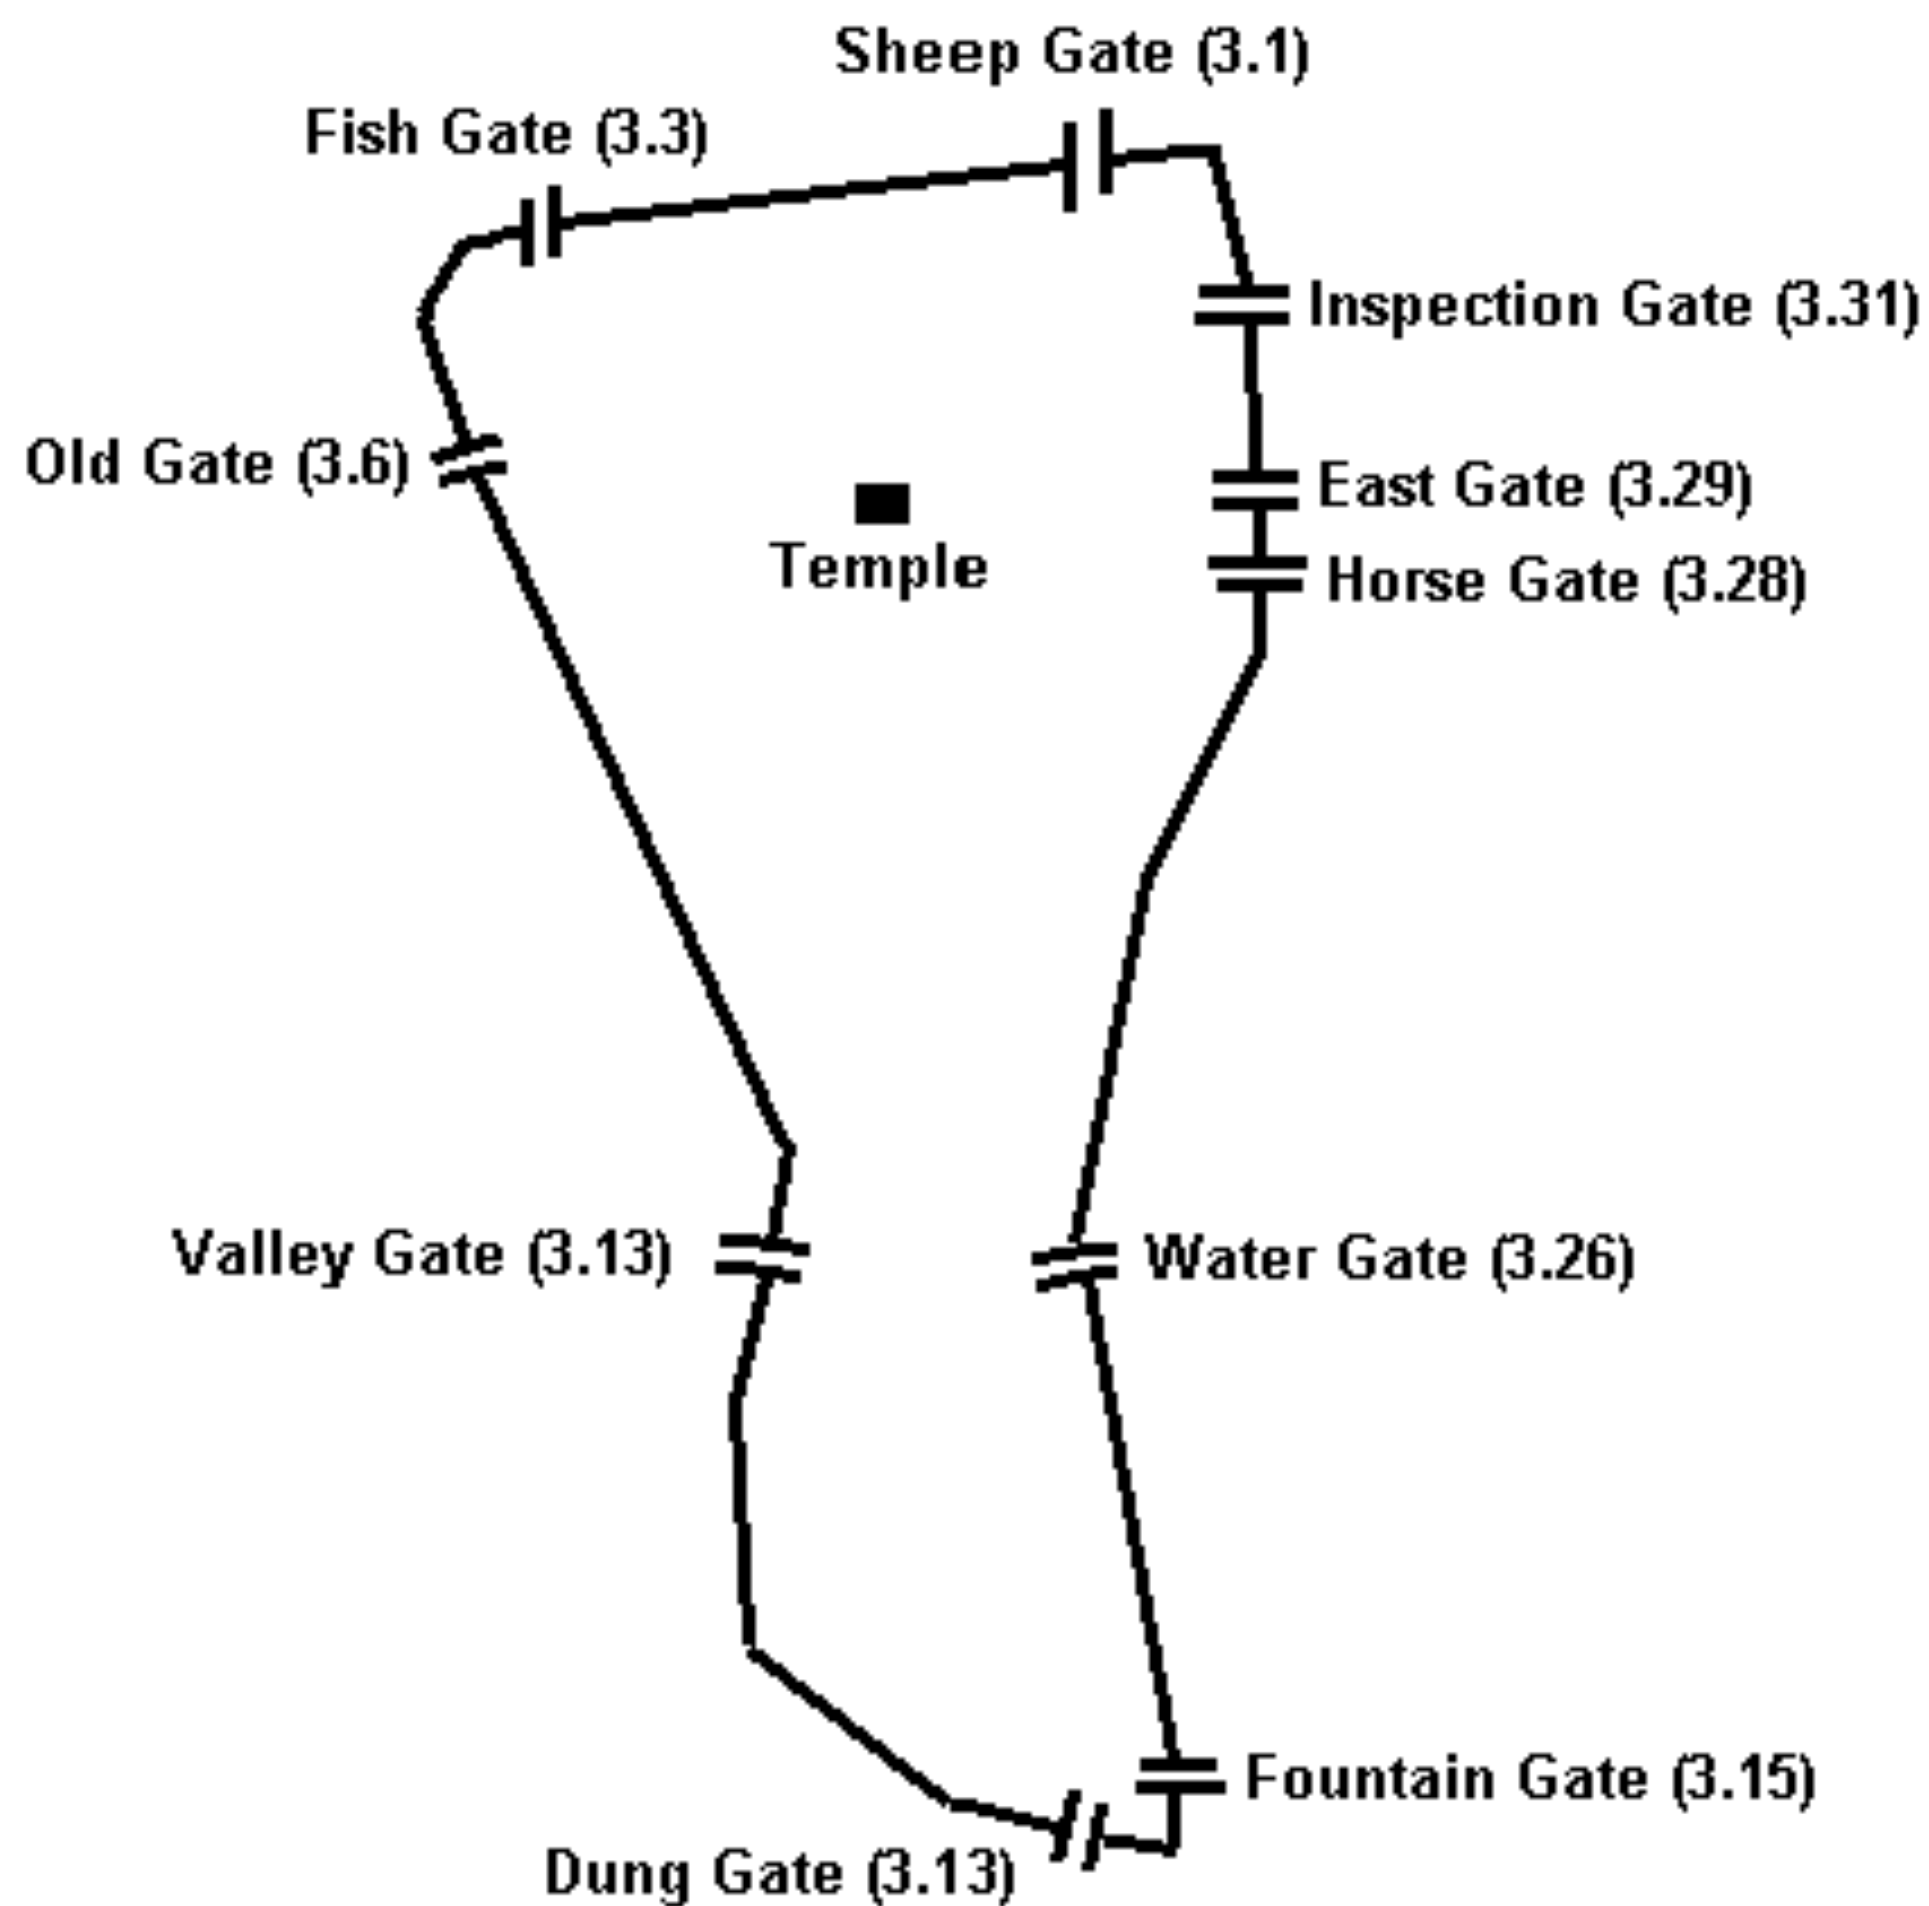 Sheep Gate (3.1)
Fish Gate (3.3)
Inspection Gate (3.31)
Old Gate (3.6)
East Gate (3.29)
Temple
Horse Gate (3.28)
Valley Gate (3.13)
Water Gate (3.26)
Fountain Gate (3.15)
Dung Gate (3.13)